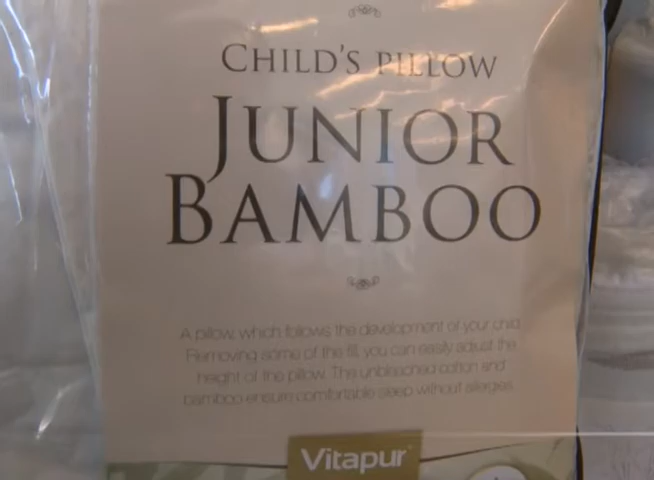 CHILD'S PILLOW
JUNIOR
BAMBOO
A pillow, which follows the development of your child.
Removing some of the fill, you can easily adjust the
height of the pillow. The unbleached cotton and
bamboo ensure comfortable sleep without allergies.
Vitapur